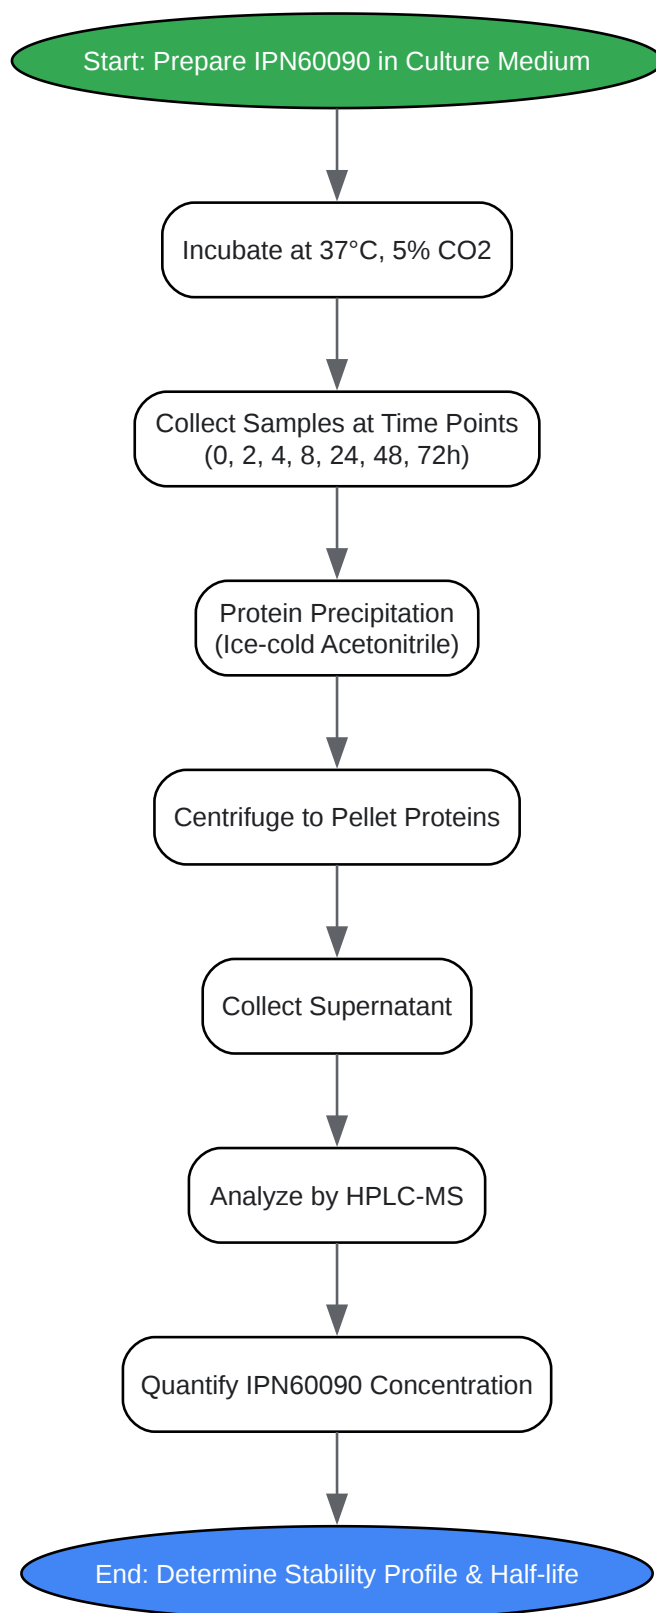 Start: Prepare IPN60090 in Culture Medium
Incubate at 37°C, 5% CO2
Collect Samples at Time Points
(0, 2, 4, 8, 24, 48, 72h)
Protein Precipitation
(Ice-cold Acetonitrile)
Centrifuge to Pellet Proteins
Collect Supernatant
Analyze by HPLC-MS
Quantify IPN60090 Concentration
End: Determine Stability Profile & Half-life